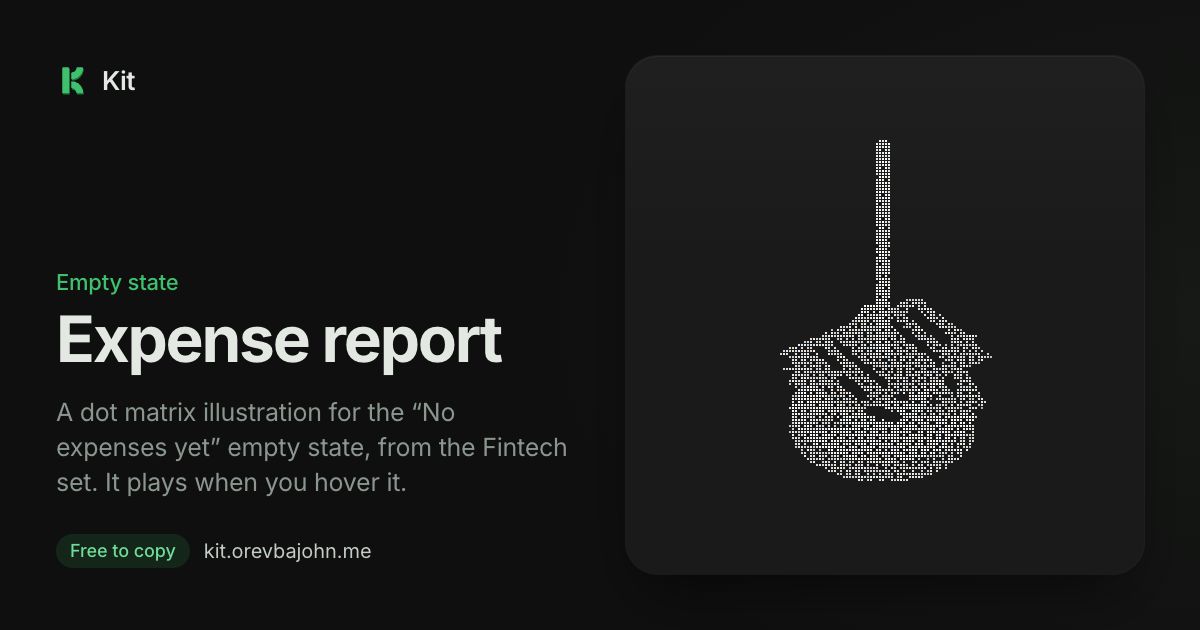 Kit
Empty state
Expense report
A dot matrix illustration for the “No
expenses yet” empty state, from the Fintech
set. It plays when you hover it.
Free to copy
kit.orevbajohn.me